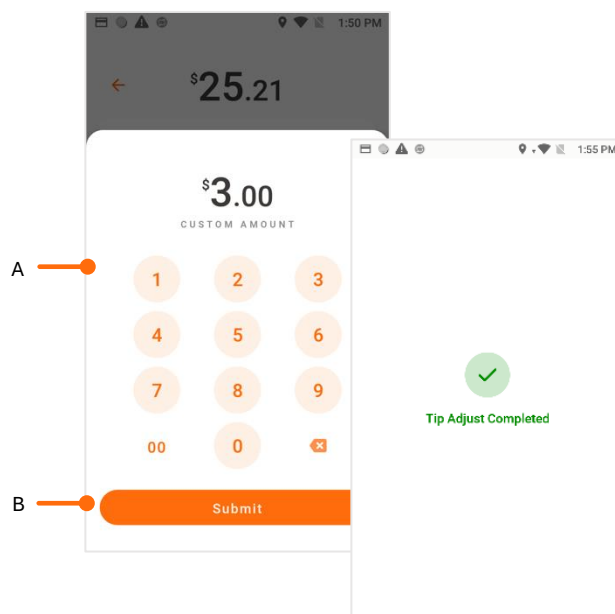 1:50 PM
$25.21
1:55 PM
$3.00
CUSTOM AMOUNT
A
1 2 3
4 5 6
7 8 9
00 0
Tip Adjust Completed
B
Submit